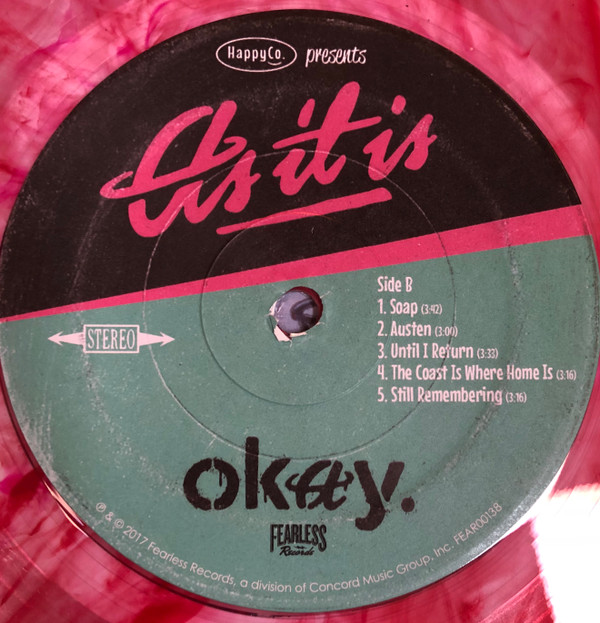 HappyCo. presents
As it is
Side B
1. Soap (3:42)
2. Austen (3:00)
3. Until I Return (3:33)
4. The Coast Is Where Home Is (3:16)
5. Still Remembering (3:16)
STEREO
okay.
FEARLESS
Records
℗ & © 2017 Fearless Records, a division of Concord Music Group, Inc. FEAR00138